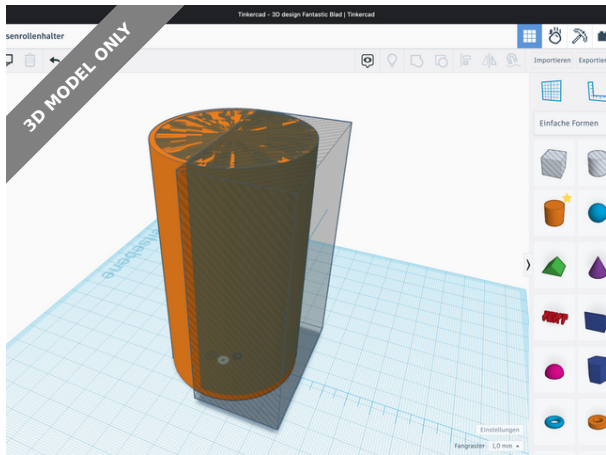 Tinkercad - 3D design Fantastic Blad | Tinkercad
senrollenhalter
3D MODEL ONLY
Importieren
Exportier
Einfache Formen
eitsebene
Einstellungen
Fangraster 1,0 mm